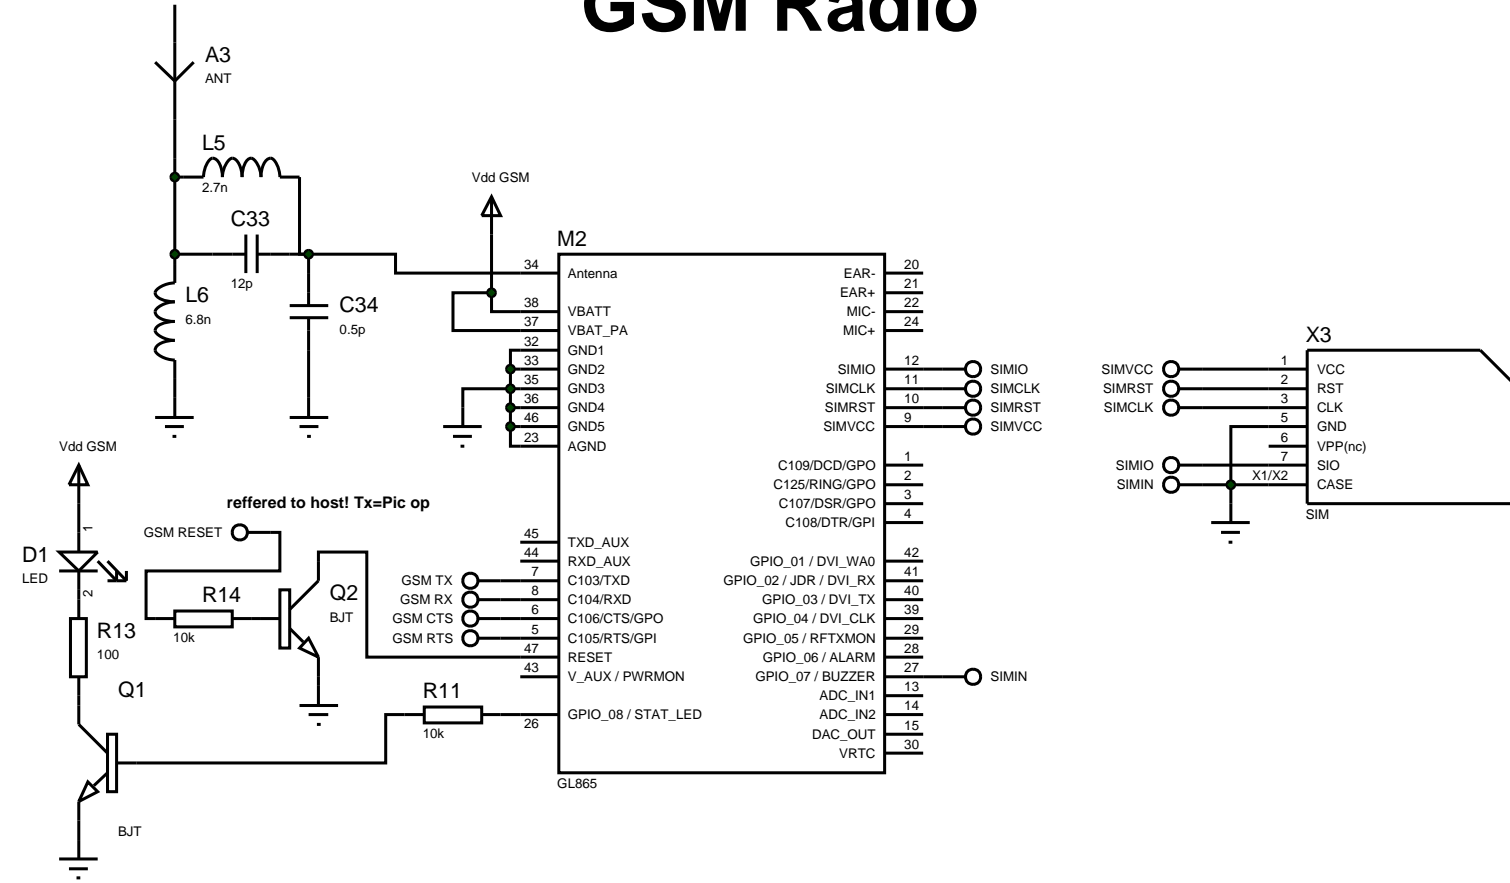 GSM Radio
A3
ANT
L5
2.7n
C33
12p
L6
6.8n
C34
0.5p
Vdd GSM
M2
34 Antenna
38 VBATT
37 VBAT_PA
32 GND1
33 GND2
35 GND3
36 GND4
46 GND5
23 AGND
45 TXD_AUX
44 RXD_AUX
GSM TX 7 C103/TXD
GSM RX 8 C104/RXD
GSM CTS 6 C106/CTS/GPO
GSM RTS 5 C105/RTS/GPI
47 RESET
43 V_AUX / PWRMON
26 GPIO_08 / STAT_LED
EAR- 20
EAR+ 21
MIC- 22
MIC+ 24
SIMIO 12 SIMIO
SIMCLK 11 SIMCLK
SIMRST 10 SIMRST
SIMVCC 9 SIMVCC
C109/DCD/GPO 1
C125/RING/GPO 2
C107/DSR/GPO 3
C108/DTR/GPI 4
GPIO_01 / DVI_WA0 42
GPIO_02 / JDR / DVI_RX 41
GPIO_03 / DVI_TX 40
GPIO_04 / DVI_CLK 39
GPIO_05 / RFTXMON 29
GPIO_06 / ALARM 28
GPIO_07 / BUZZER 27 SIMIN
ADC_IN1 13
ADC_IN2 14
DAC_OUT 15
VRTC 30
GL865
X3
SIMVCC 1 VCC
SIMRST 2 RST
SIMCLK 3 CLK
5 GND
6 VPP(nc)
SIMIO 7 SIO
SIMIN X1/X2 CASE
SIM
Vdd GSM
reffered to host! Tx=Pic op
GSM RESET
1
D1
LED
2
R14
10k
Q2
BJT
R13
100
Q1
BJT
R11
10k